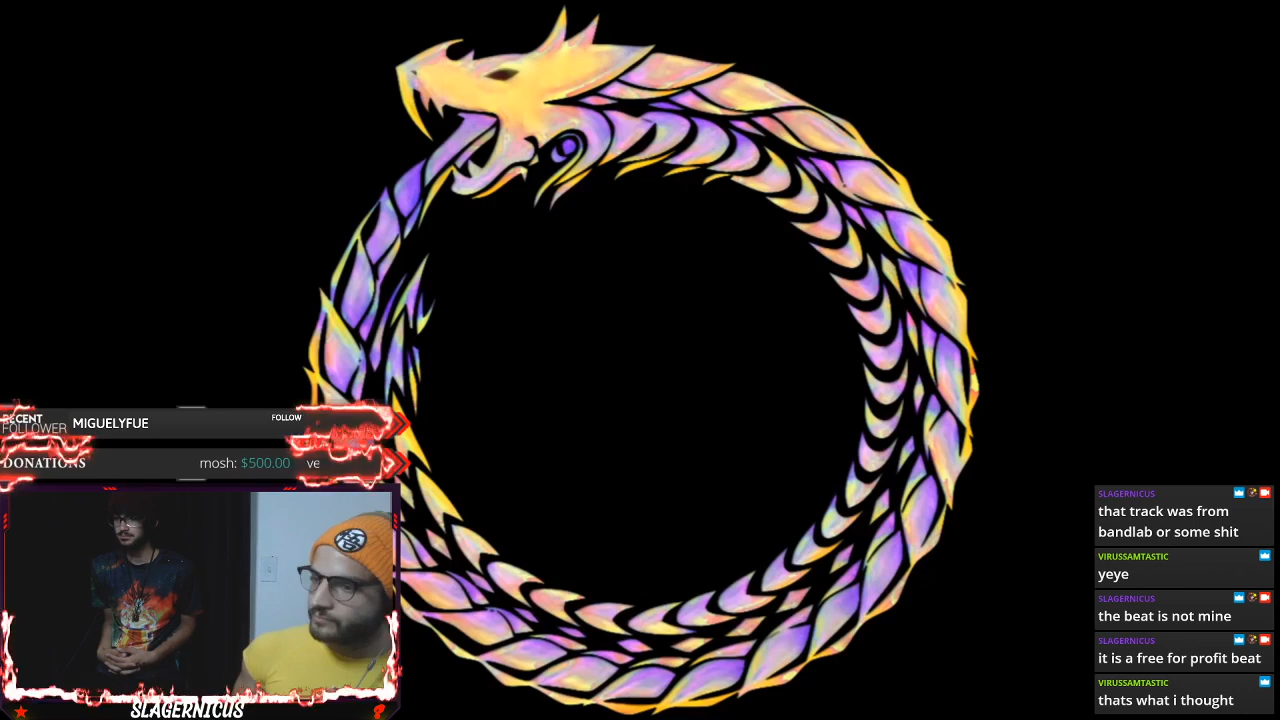 RECENT
FOLLOWER
MIGUELYFUE
FOLLOW
DONATIONS
mosh: $500.00
ve
悟
SLAGERNICUS
SLAGERNICUS
that track was from
bandlab or some shit
VIRUSSAMTASTIC
yeye
SLAGERNICUS
the beat is not mine
SLAGERNICUS
it is a free for profit beat
VIRUSSAMTASTIC
thats what i thought